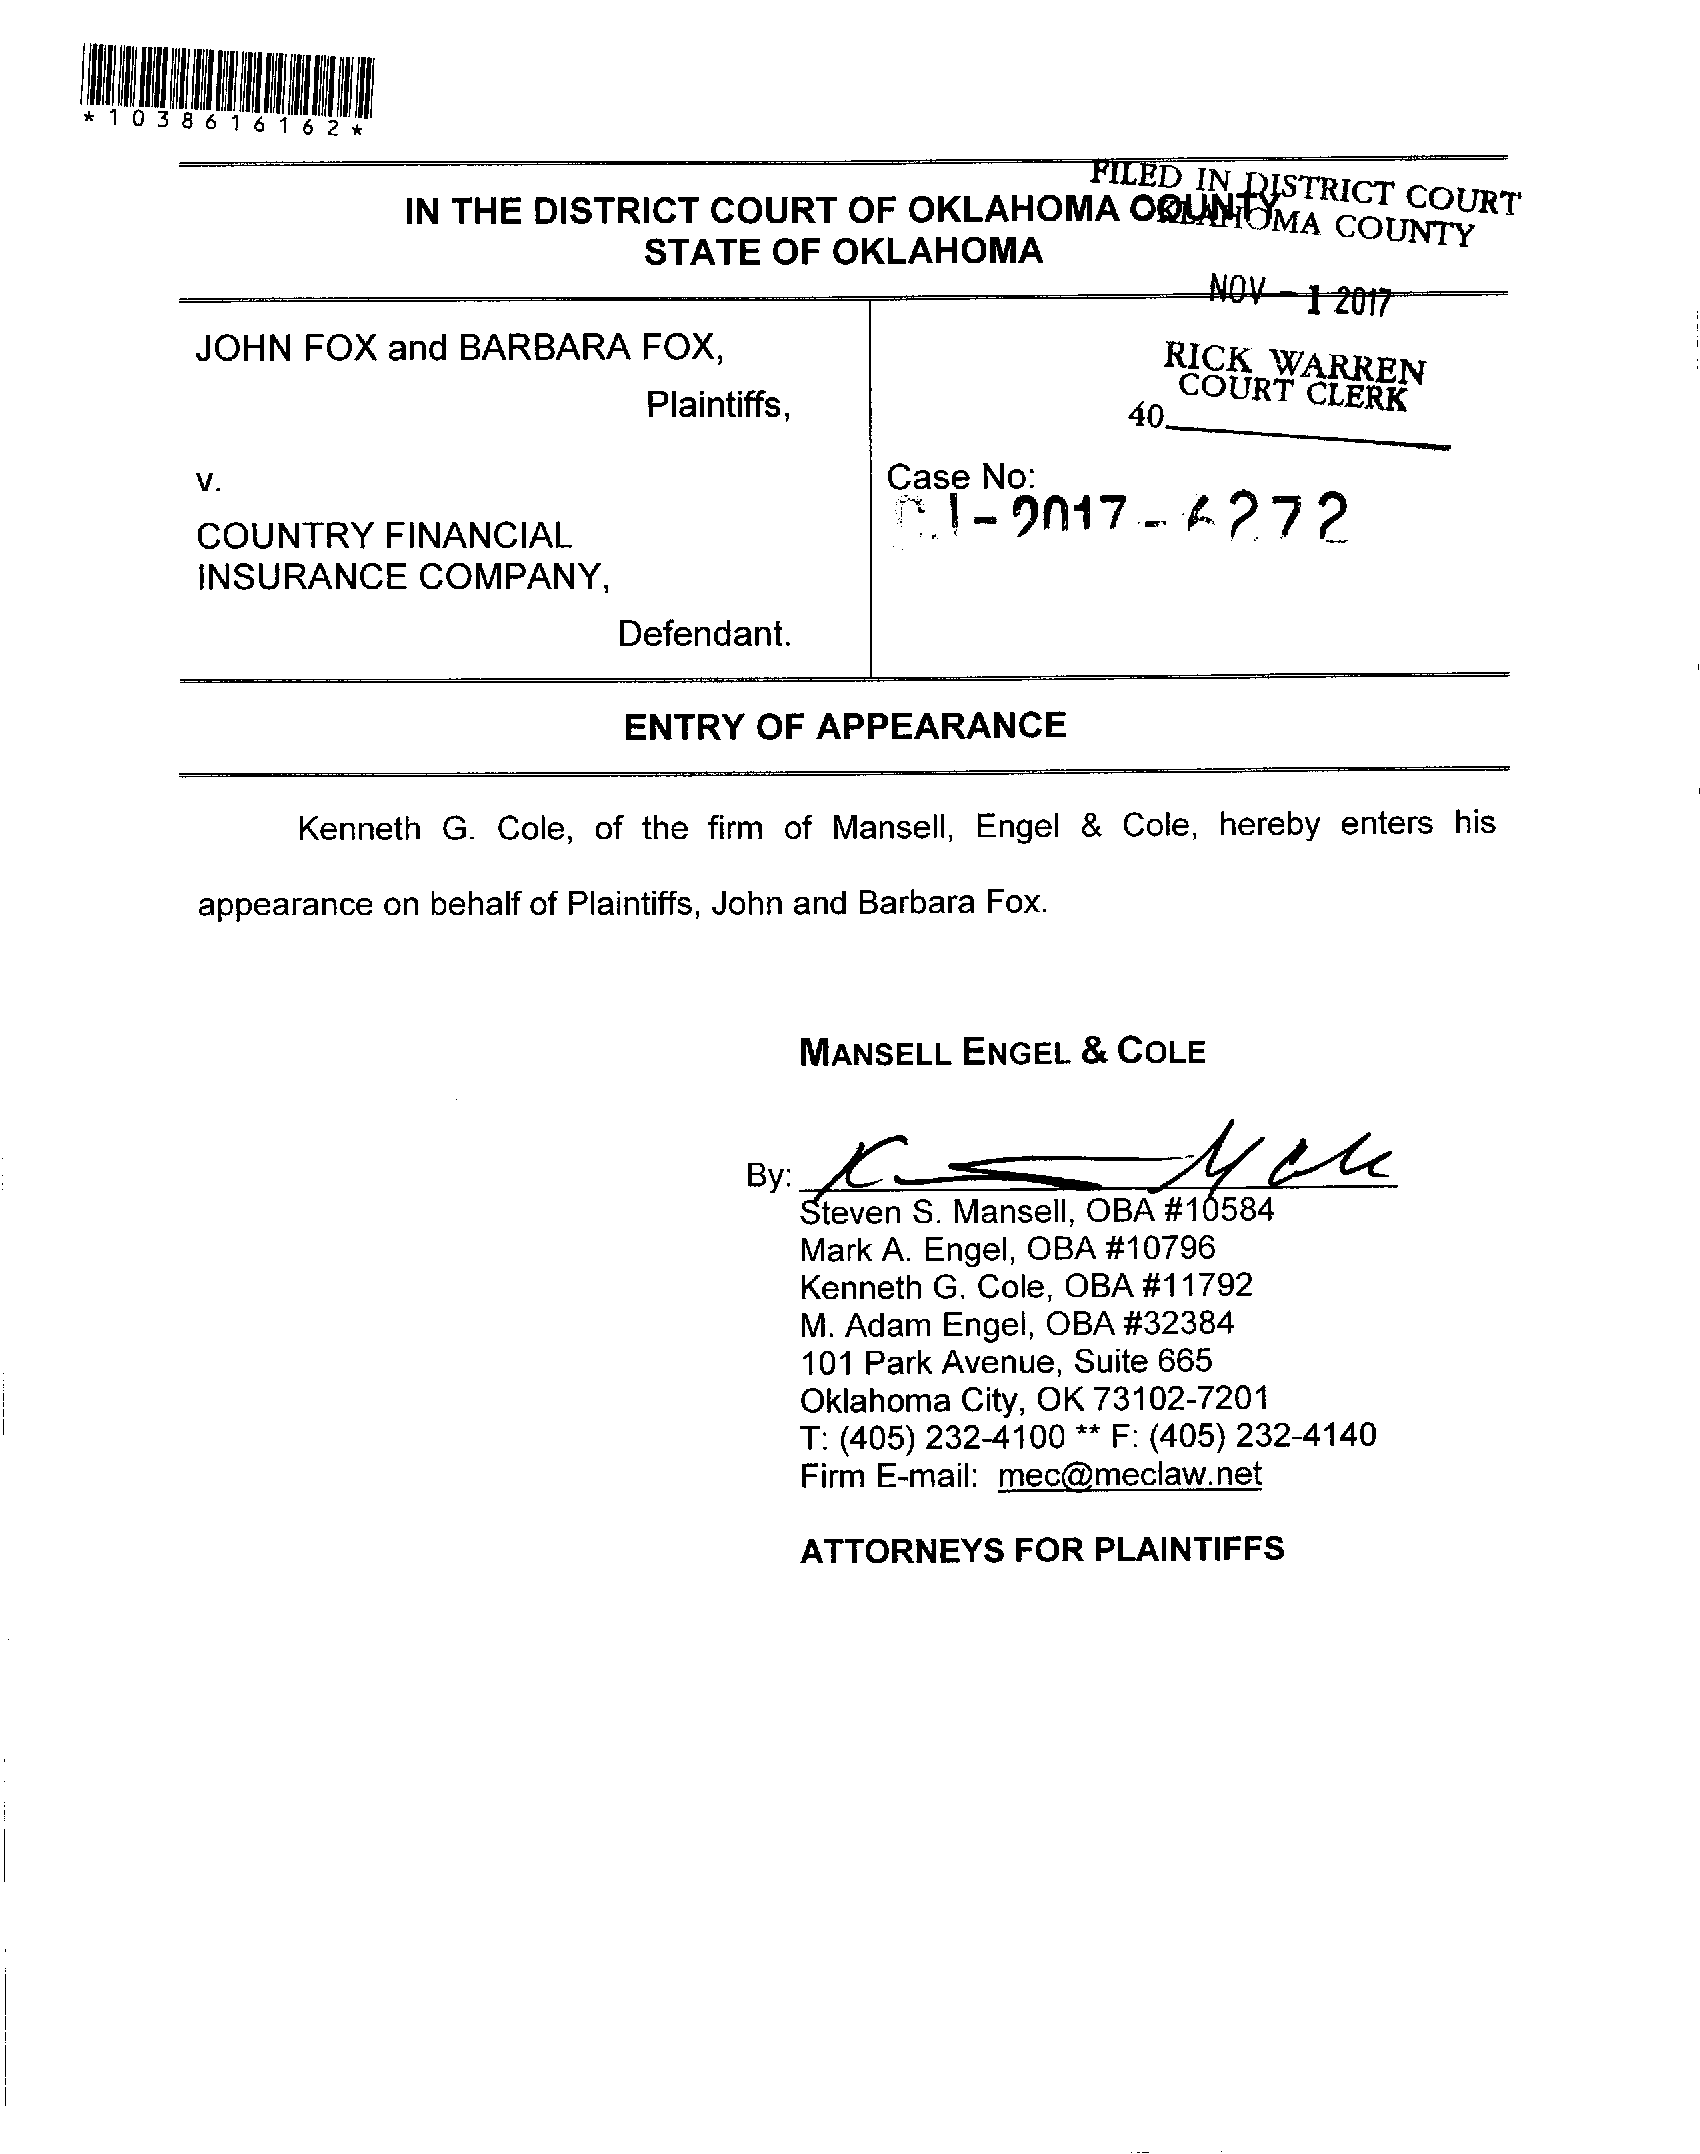 *1038616162*
IN THE DISTRICT COURT OF OKLAHOMA COUNTY
STATE OF OKLAHOMA
FILED IN DISTRICT COURT
OKLAHOMA COUNTY
NOV - 1 2017
RICK WARREN
COURT CLERK
40
JOHN FOX and BARBARA FOX,
Plaintiffs,
v.
COUNTRY FINANCIAL
INSURANCE COMPANY,
Defendant.
Case No:
CJ-2017-6272
ENTRY OF APPEARANCE
Kenneth G. Cole, of the firm of Mansell, Engel & Cole, hereby enters his
appearance on behalf of Plaintiffs, John and Barbara Fox.
MANSELL ENGEL & COLE
By:
Steven S. Mansell, OBA #10584
Mark A. Engel, OBA #10796
Kenneth G. Cole, OBA #11792
M. Adam Engel, OBA #32384
101 Park Avenue, Suite 665
Oklahoma City, OK 73102-7201
T: (405) 232-4100 ** F: (405) 232-4140
Firm E-mail: mec@meclaw.net
ATTORNEYS FOR PLAINTIFFS